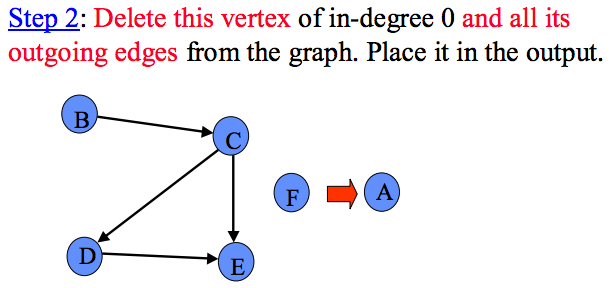 Step 2: Delete this vertex of in-degree 0 and all its
outgoing edges from the graph. Place it in the output.
B
C
F
A
D
E